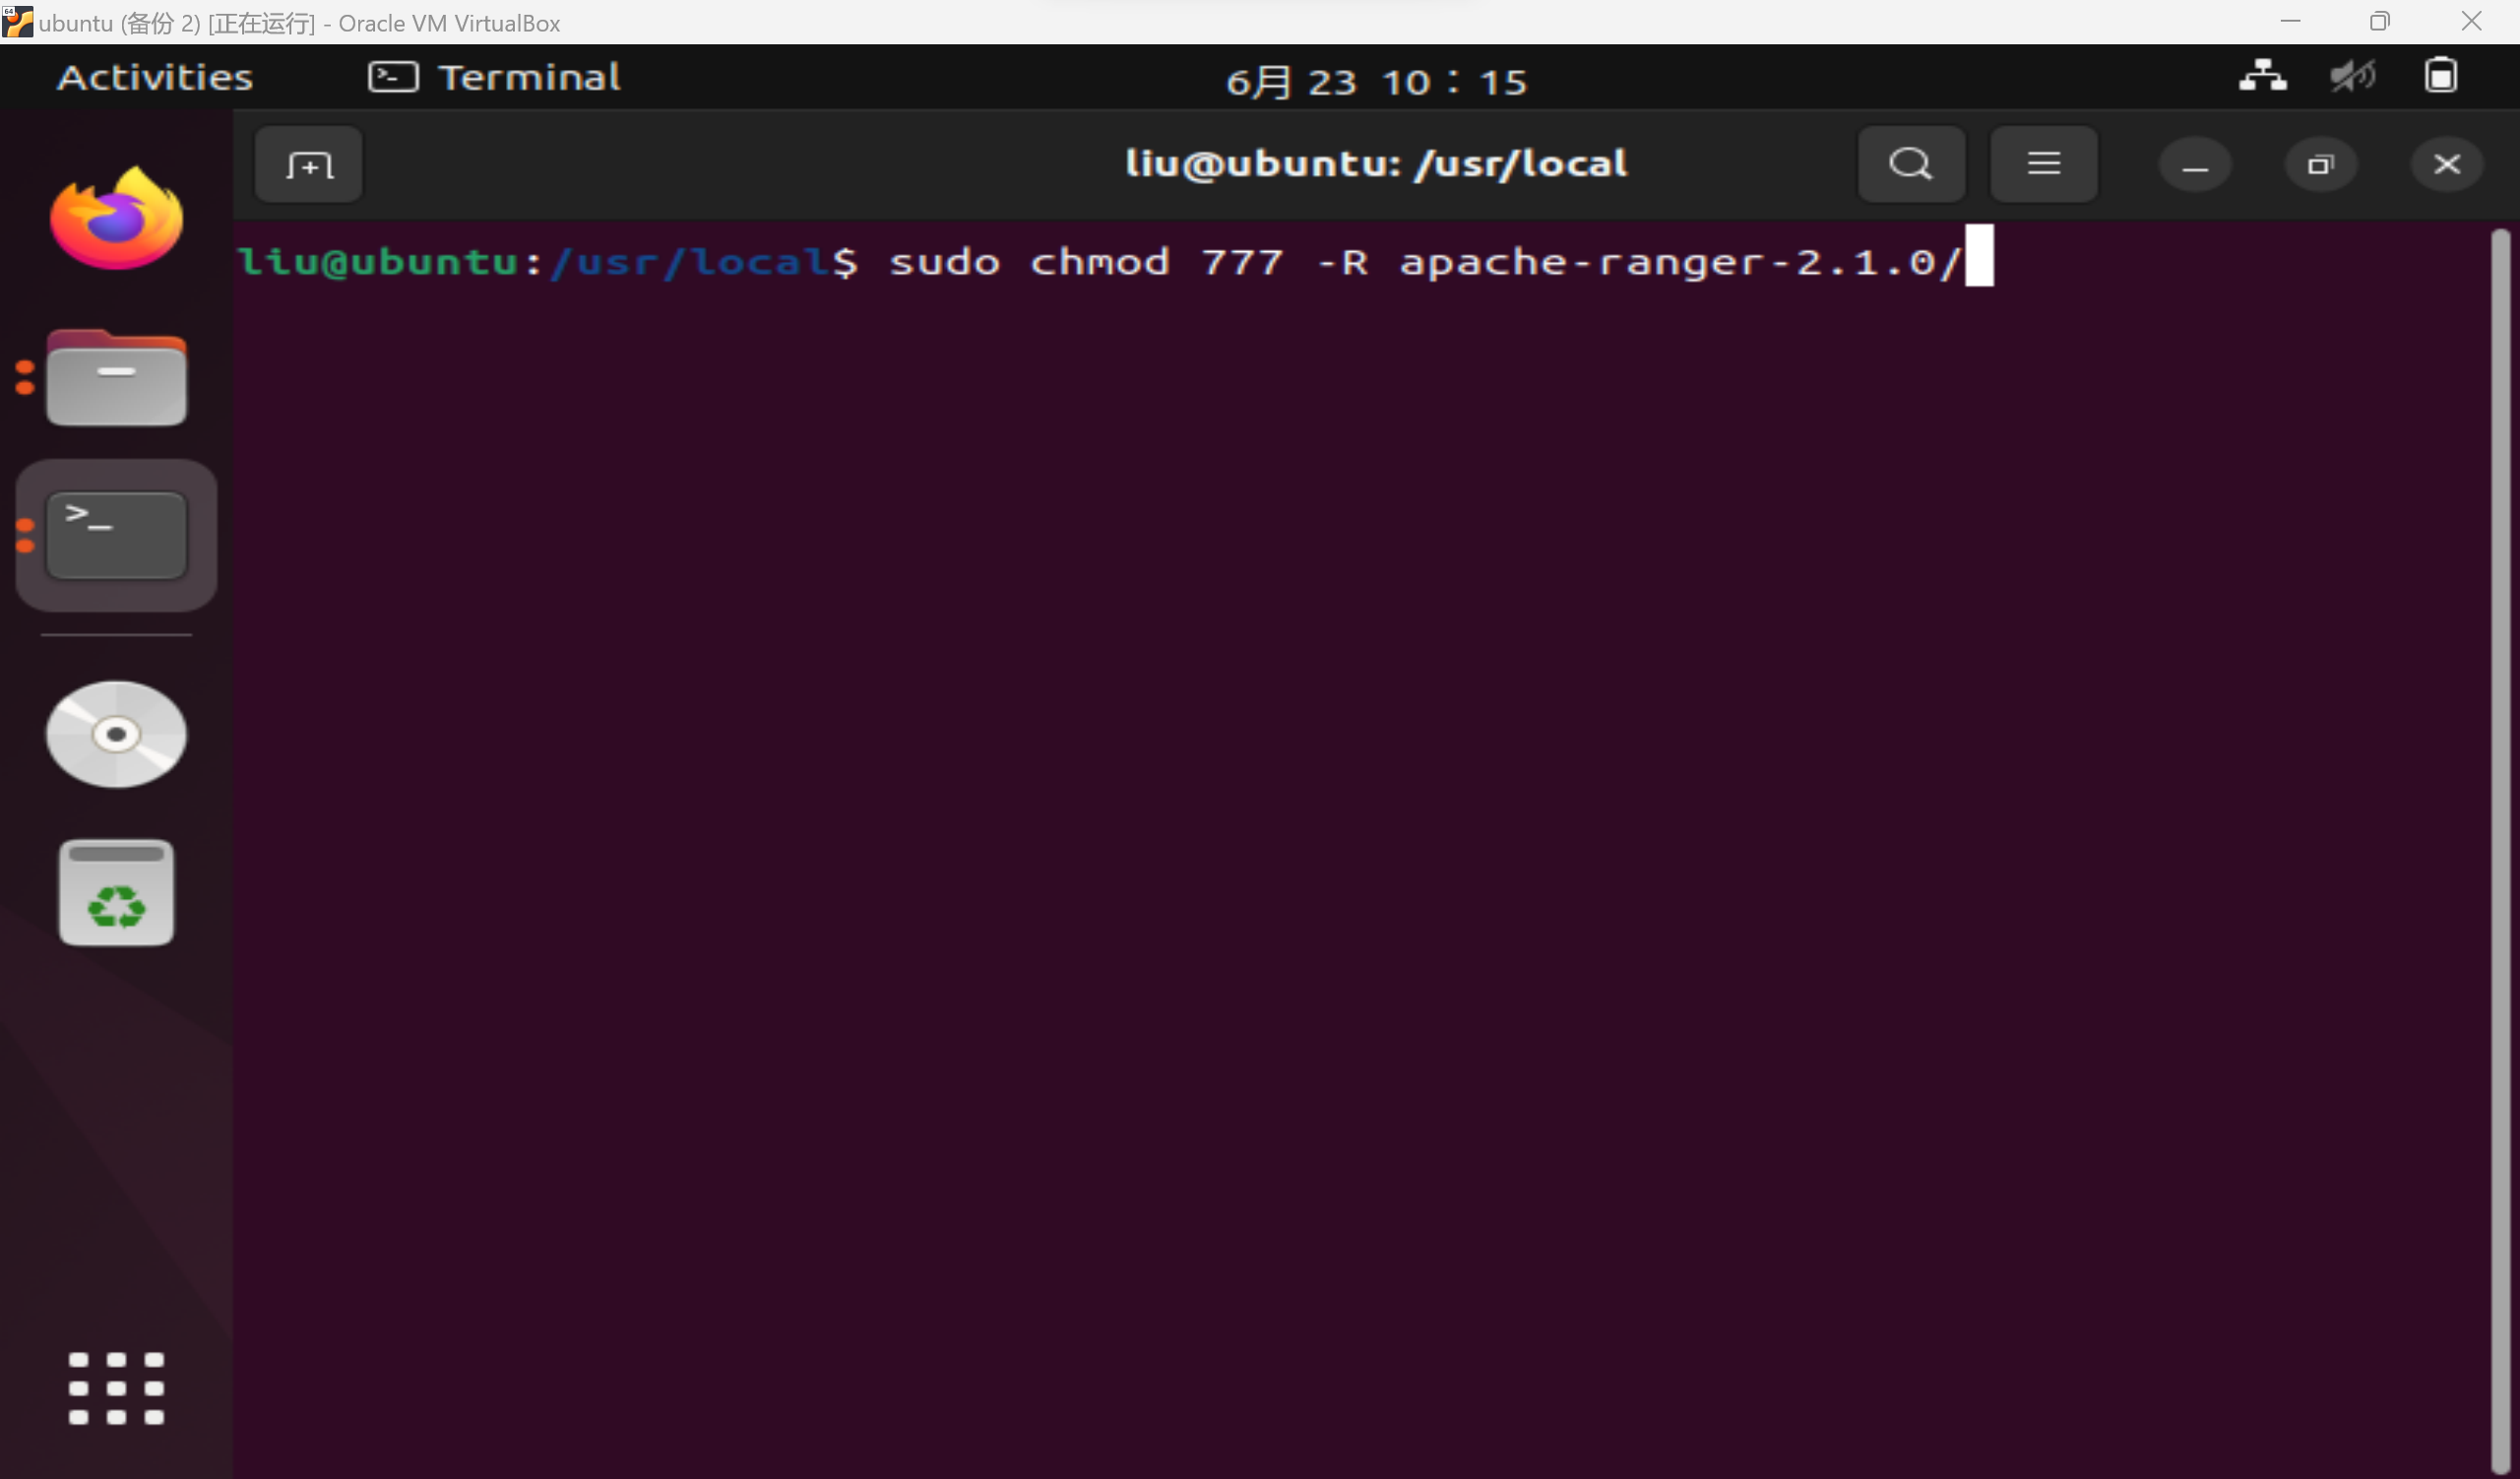 64
ubuntu (备份 2) [正在运行] - Oracle VM VirtualBox
Activities
>_ Terminal
6月 23 10：15
liu@ubuntu: /usr/local
liu@ubuntu:/usr/local$ sudo chmod 777 -R apache-ranger-2.1.0/
>_